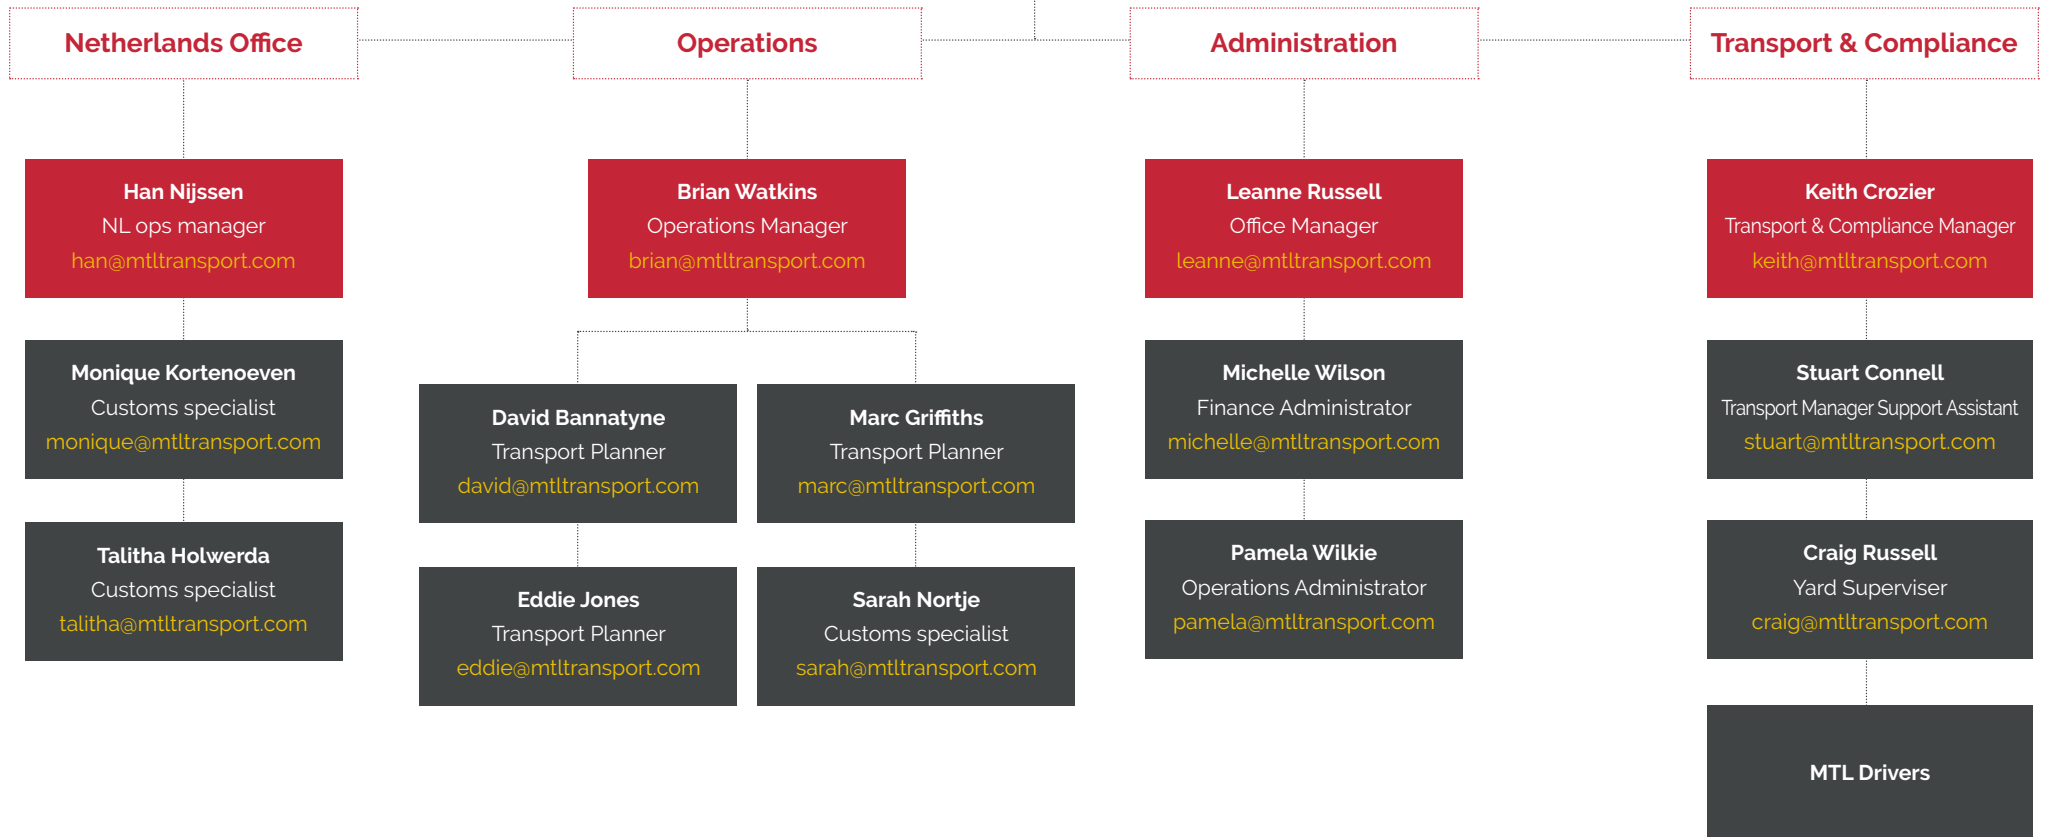 Netherlands Office
Operations
Administration
Transport & Compliance
Han Nijssen
NL ops manager
han@mtltransport.com
Brian Watkins
Operations Manager
brian@mtltransport.com
Leanne Russell
Office Manager
leanne@mtltransport.com
Keith Crozier
Transport & Compliance Manager
keith@mtltransport.com
Monique Kortenoeven
Customs specialist
monique@mtltransport.com
David Bannatyne
Transport Planner
david@mtltransport.com
Marc Griffiths
Transport Planner
marc@mtltransport.com
Michelle Wilson
Finance Administrator
michelle@mtltransport.com
Stuart Connell
Transport Manager Support Assistant
stuart@mtltransport.com
Talitha Holwerda
Customs specialist
talitha@mtltransport.com
Eddie Jones
Transport Planner
eddie@mtltransport.com
Sarah Nortje
Customs specialist
sarah@mtltransport.com
Pamela Wilkie
Operations Administrator
pamela@mtltransport.com
Craig Russell
Yard Superviser
craig@mtltransport.com
MTL Drivers